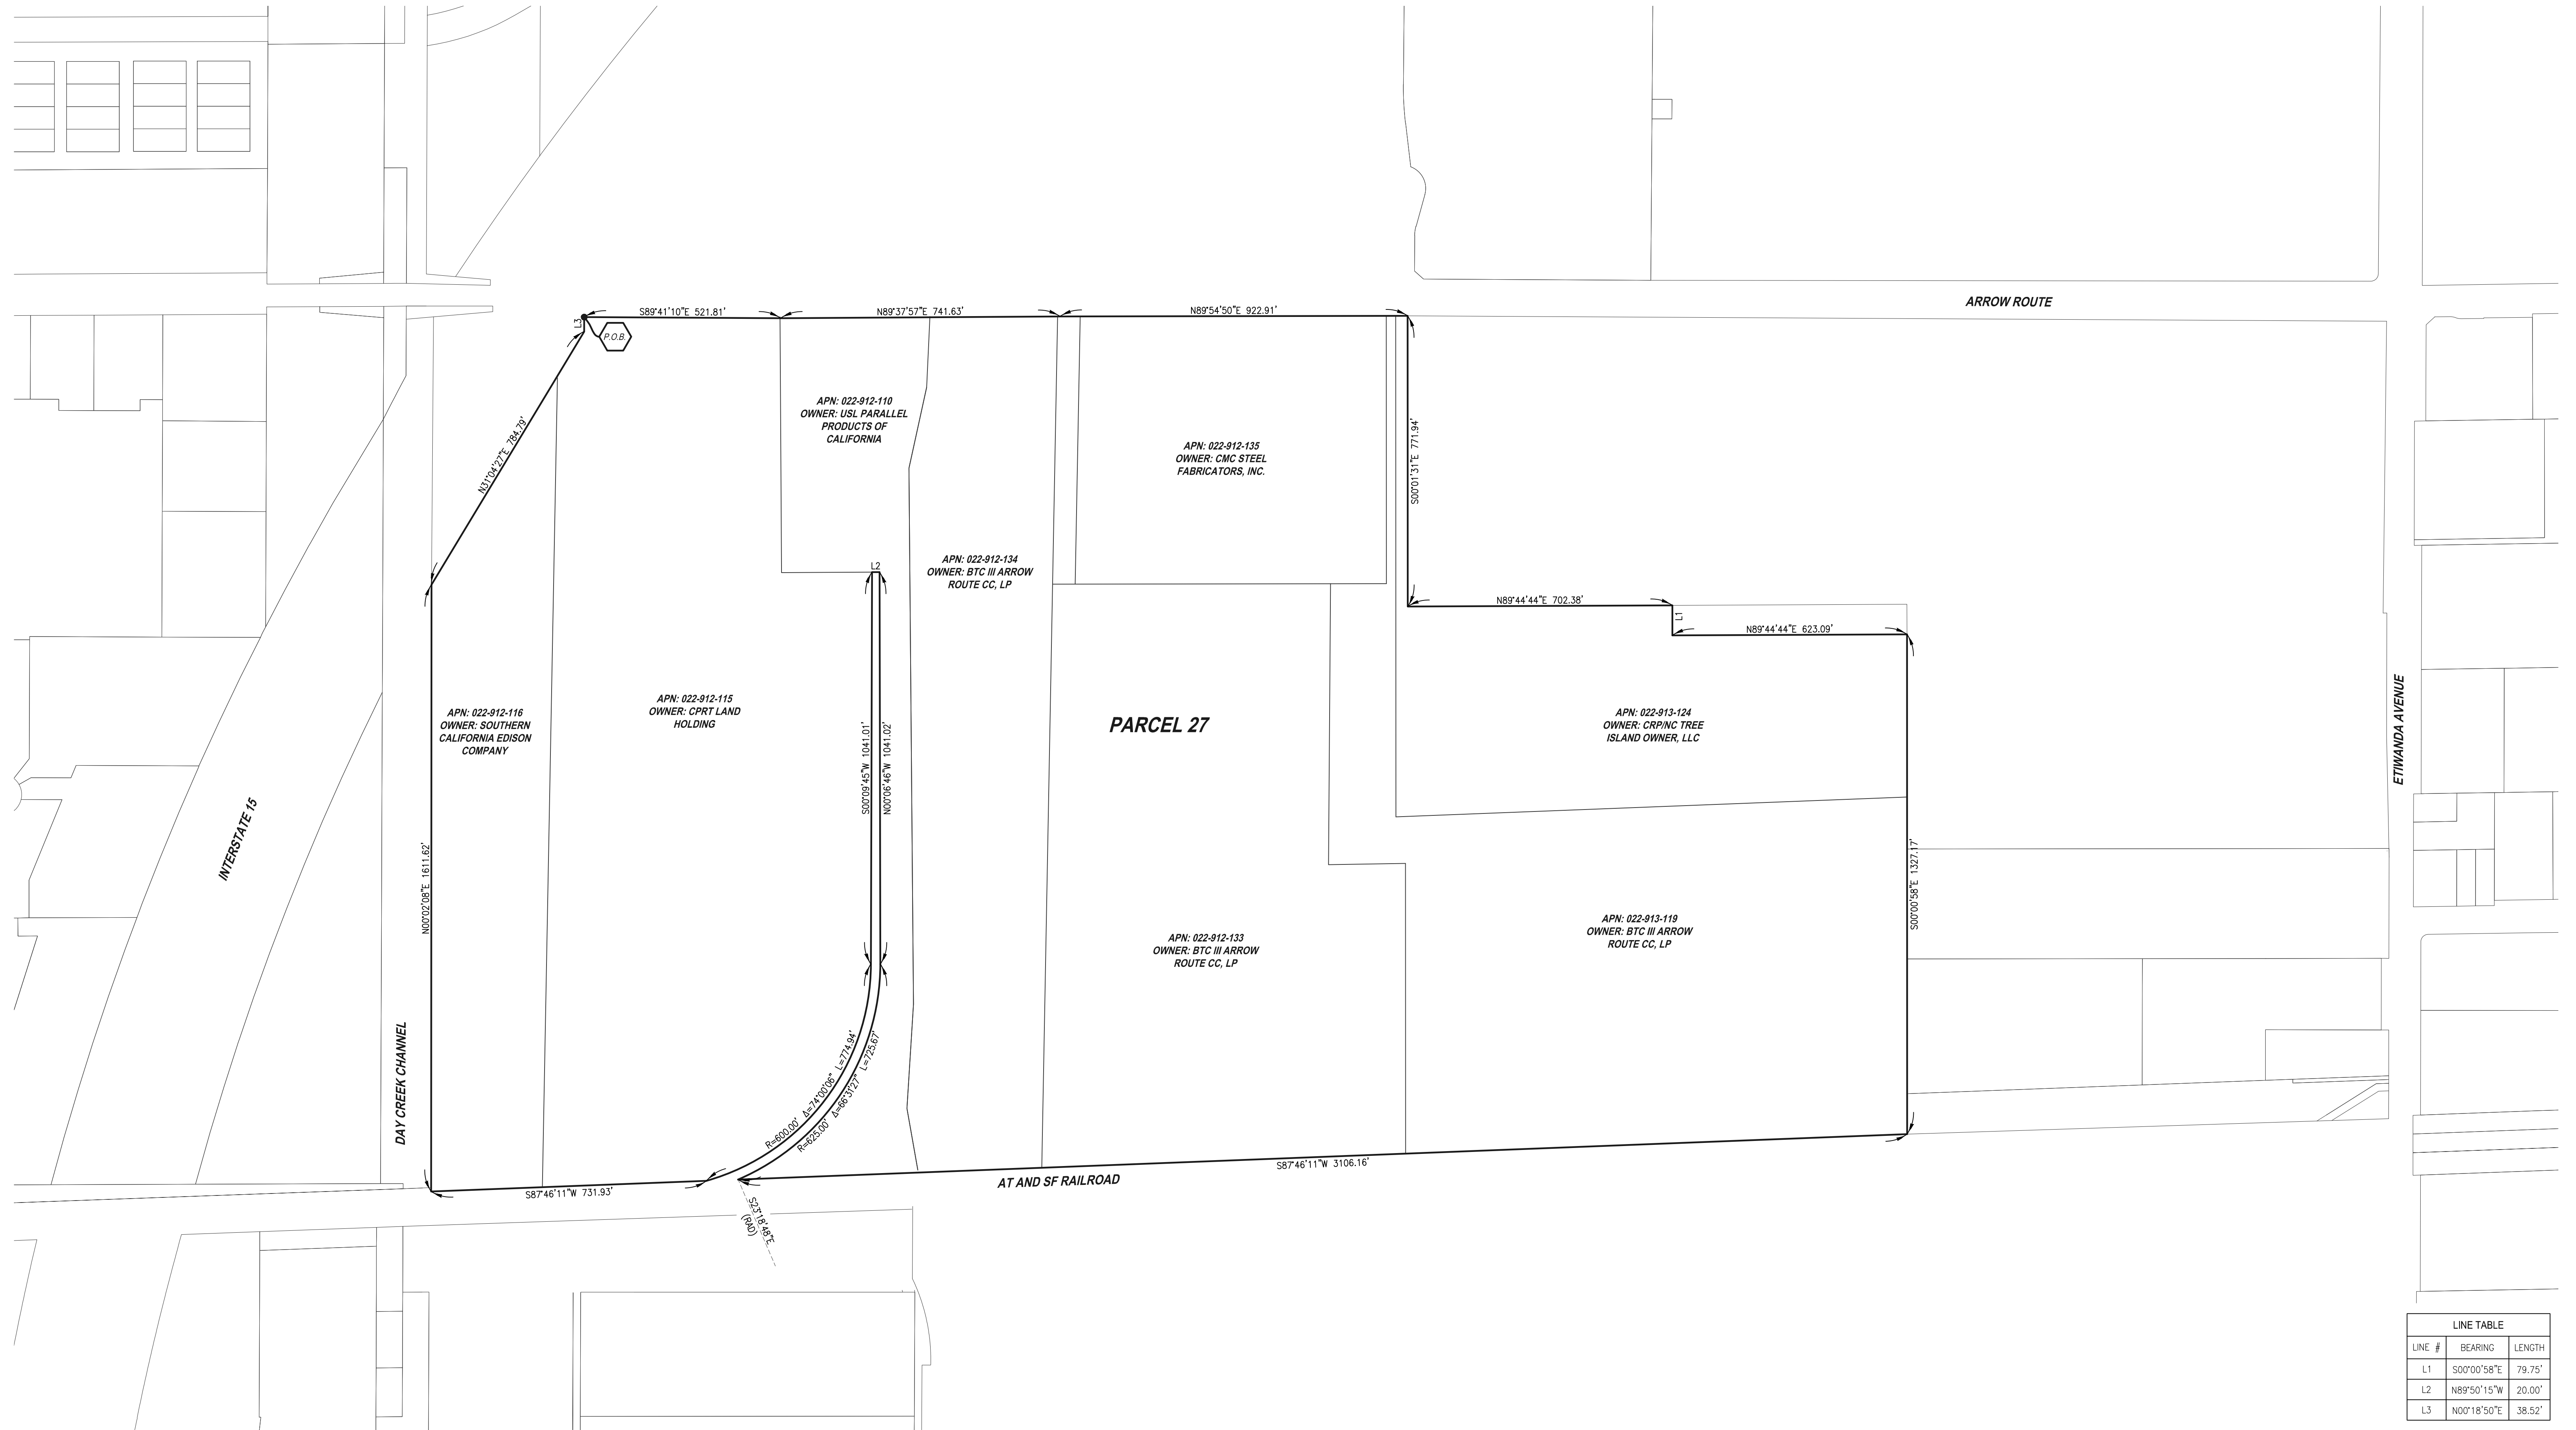 ARROW ROUTE
S89°41'10"E 521.81'
N89°37'57"E 741.63'
N89°54'50"E 922.91'
L3
P.O.B.
N31°04'27"E 784.79'
APN: 022-912-110
OWNER: USL PARALLEL
PRODUCTS OF
CALIFORNIA
APN: 022-912-135
OWNER: CMC STEEL
FABRICATORS, INC.
S00°01'31"E 771.94'
L2
APN: 022-912-134
OWNER: BTC III ARROW
ROUTE CC, LP
N89°44'44"E 702.38'
L1
N89°44'44"E 623.09'
APN: 022-912-116
OWNER: SOUTHERN
CALIFORNIA EDISON
COMPANY
APN: 022-912-115
OWNER: CPRT LAND
HOLDING
S00°09'45"W 1041.01'
N00°06'46"W 1041.02'
PARCEL 27
APN: 022-913-124
OWNER: CRP/NC TREE
ISLAND OWNER, LLC
ETIWANDA AVENUE
INTERSTATE 15
N00°02'08"E 1611.62'
S00°00'58"E 1327.17'
APN: 022-912-133
OWNER: BTC III ARROW
ROUTE CC, LP
APN: 022-913-119
OWNER: BTC III ARROW
ROUTE CC, LP
DAY CREEK CHANNEL
R=600.00' Δ=74°00'06" L=774.94'
R=625.00' Δ=66°31'27" L=725.67'
S87°46'11"W 731.93'
AT AND SF RAILROAD
S87°46'11"W 3106.16'
S23°18'48"E
(RAD)
LINE TABLE
LINE # BEARING LENGTH
L1 S00°00'58"E 79.75'
L2 N89°50'15"W 20.00'
L3 N00°18'50"E 38.52'